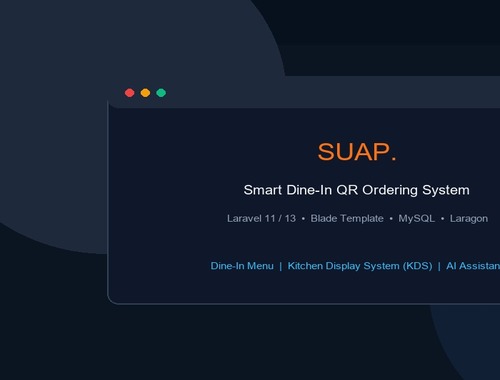 SUAP.
Smart Dine-In QR Ordering System
Laravel 11 / 13 • Blade Template • MySQL • Laragon
Dine-In Menu | Kitchen Display System (KDS) | AI Assistan